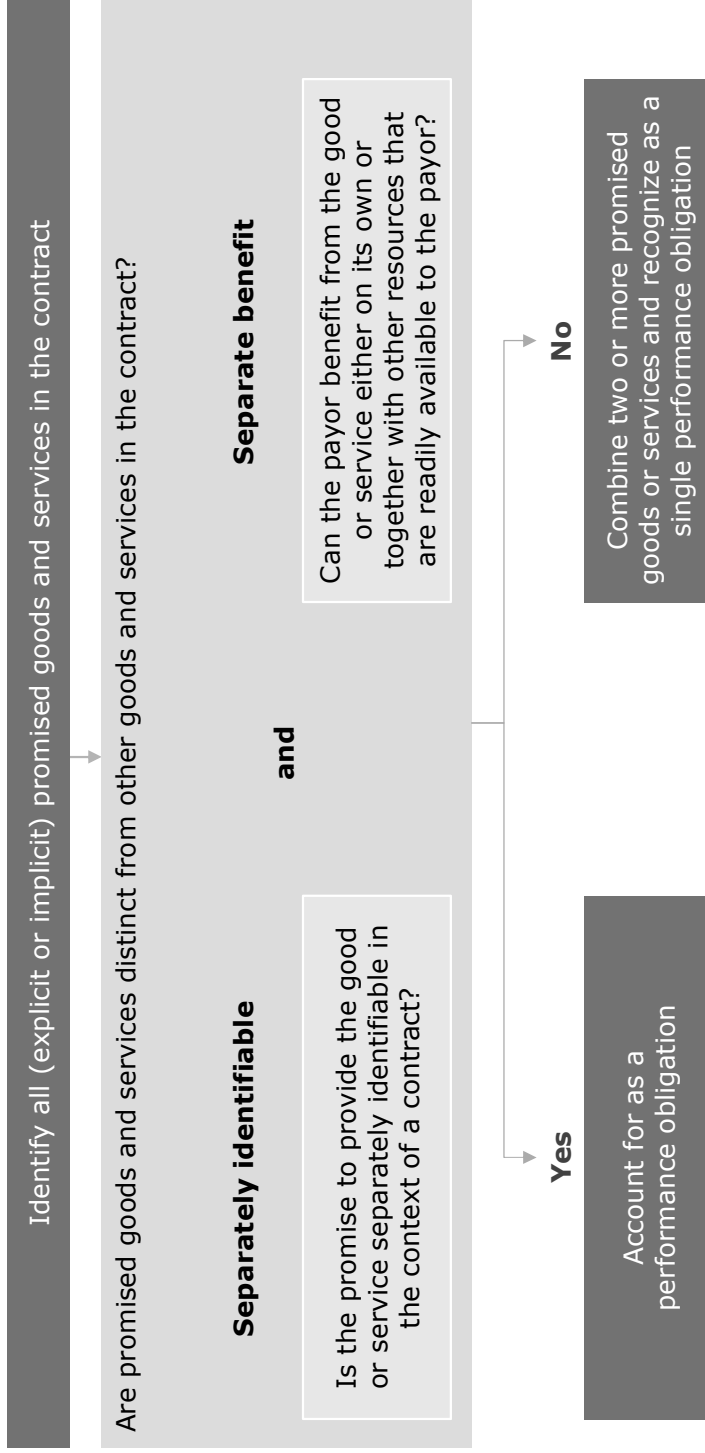 Identify all (explicit or implicit) promised goods and services in the contract
Are promised goods and services distinct from other goods and services in the contract?
Separately identifiable
Is the promise to provide the good
or service separately identifiable in
the context of a contract?
and
Separate benefit
Can the payor benefit from the good
or service either on its own or
together with other resources that
are readily available to the payor?
Yes
Account for as a
performance obligation
No
Combine two or more promised
goods or services and recognize as a
single performance obligation